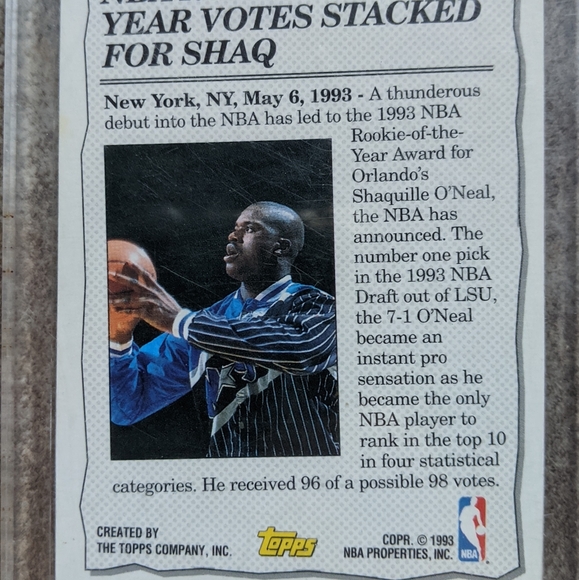 YEAR VOTES STACKED
FOR SHAQ
New York, NY, May 6, 1993 - A thunderous
debut into the NBA has led to the 1993 NBA
Rookie-of-the-
Year Award for
Orlando's
Shaquille O'Neal,
the NBA has
announced. The
number one pick
in the 1993 NBA
Draft out of LSU,
the 7-1 O'Neal
became an
instant pro
sensation as he
became the only
NBA player to
rank in the top 10
in four statistical
categories. He received 96 of a possible 98 votes.
CREATED BY
THE TOPPS COMPANY, INC.
Topps
COPR. © 1993
NBA PROPERTIES, INC.
NBA